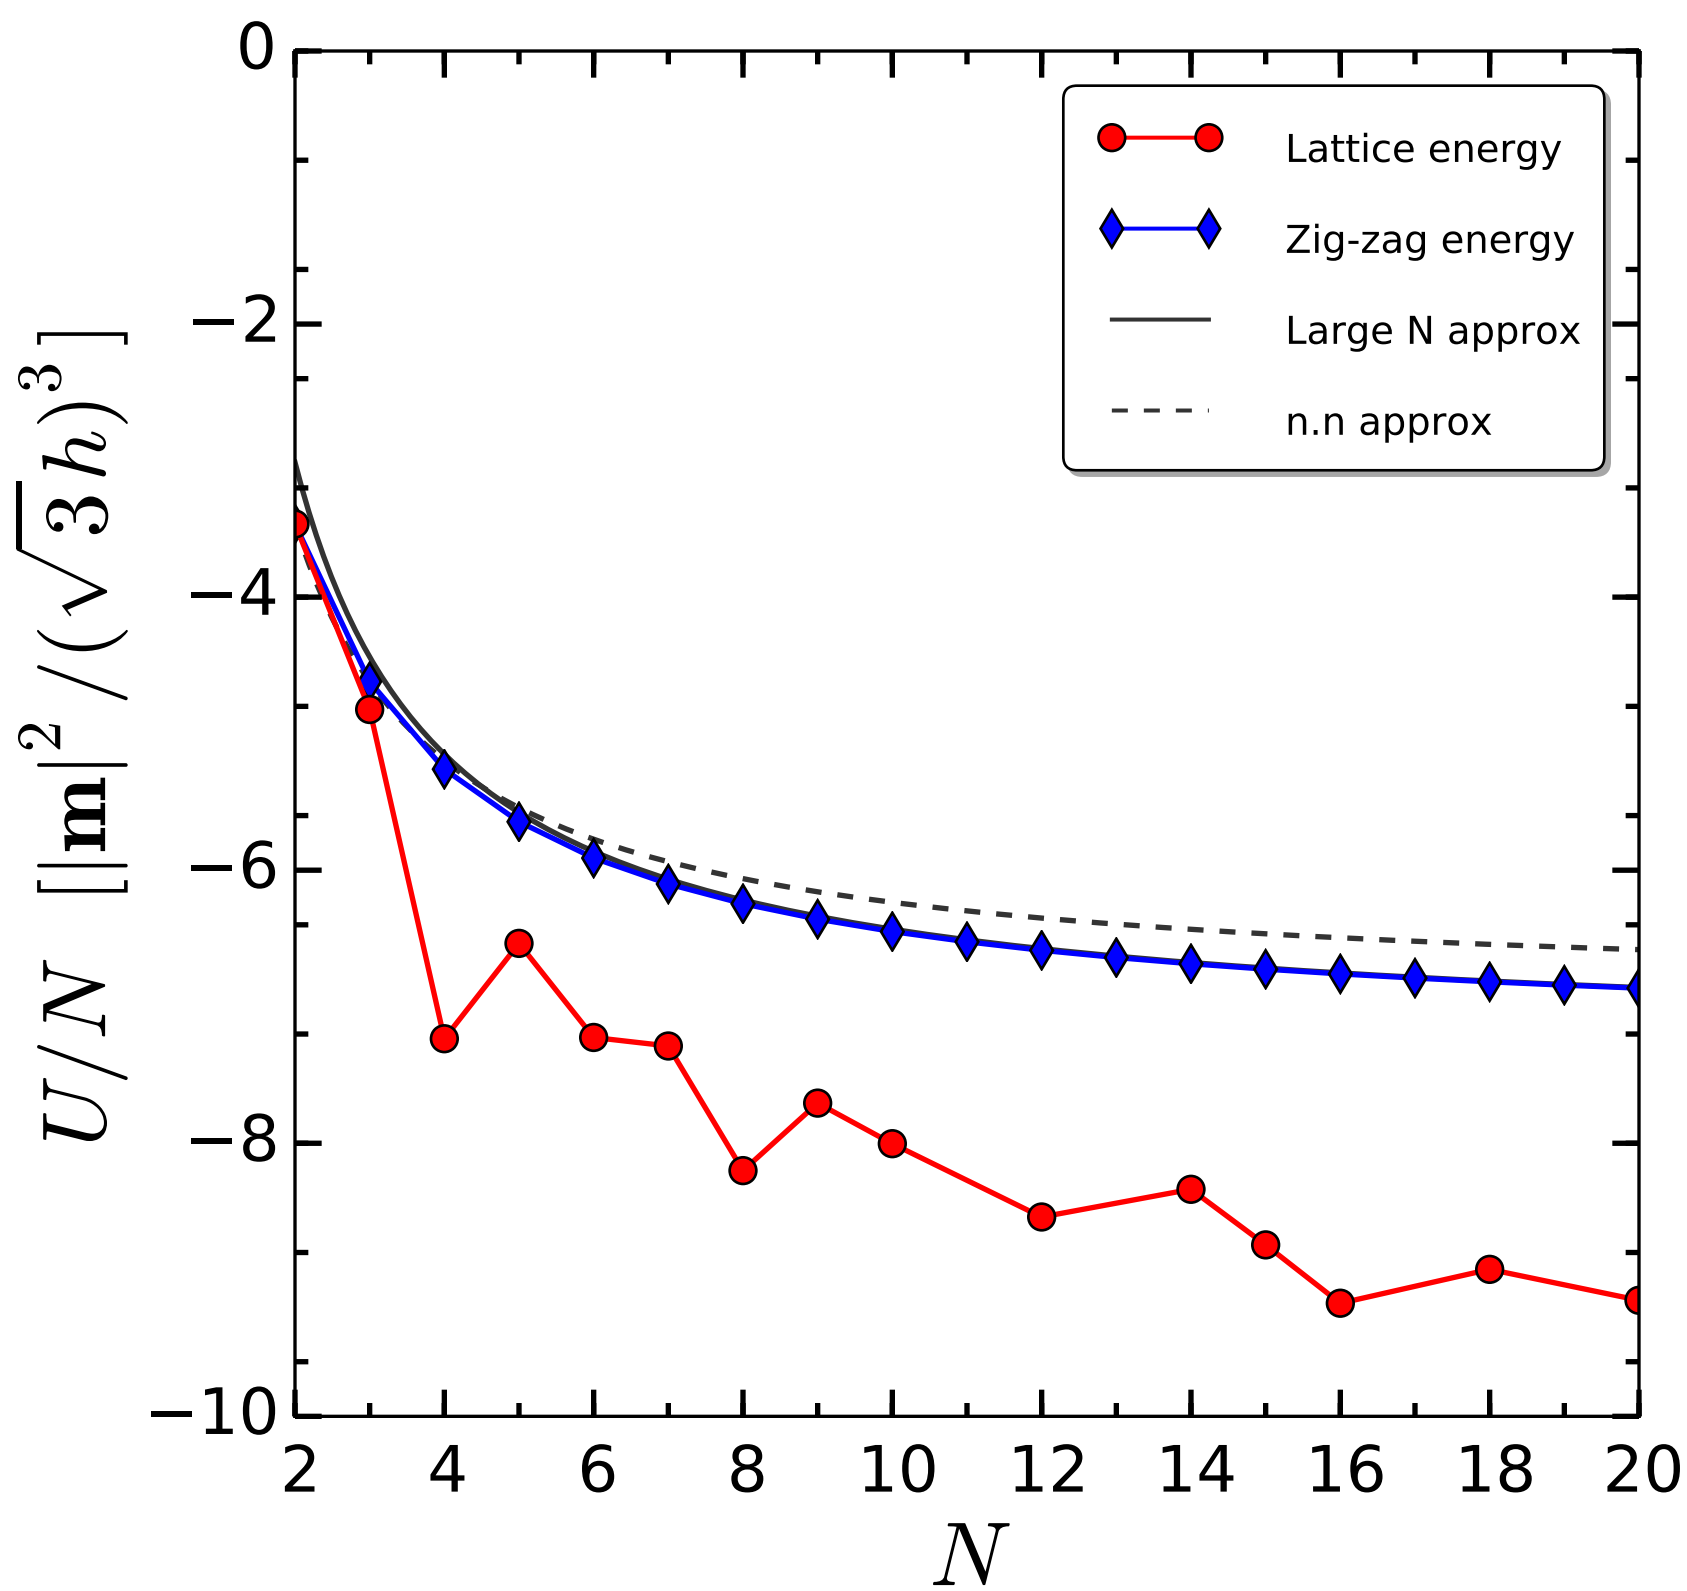 0
−2
−4
−6
−8
−10
2 4 6 8 10 12 14 16 18 20
N
U/N [|m|²/(√3h)³]
Lattice energy
Zig-zag energy
Large N approx
n.n approx